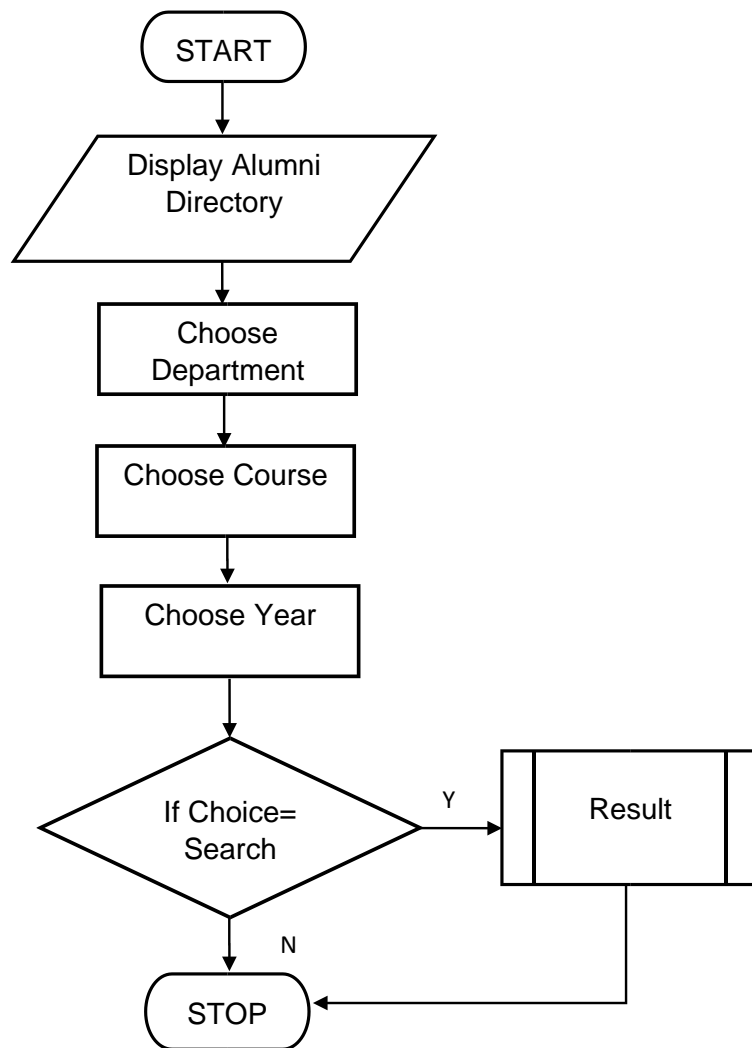 START
Display Alumni
Directory
Choose
Department
Choose Course
Choose Year
If Choice=
Search
Y
Result
N
STOP